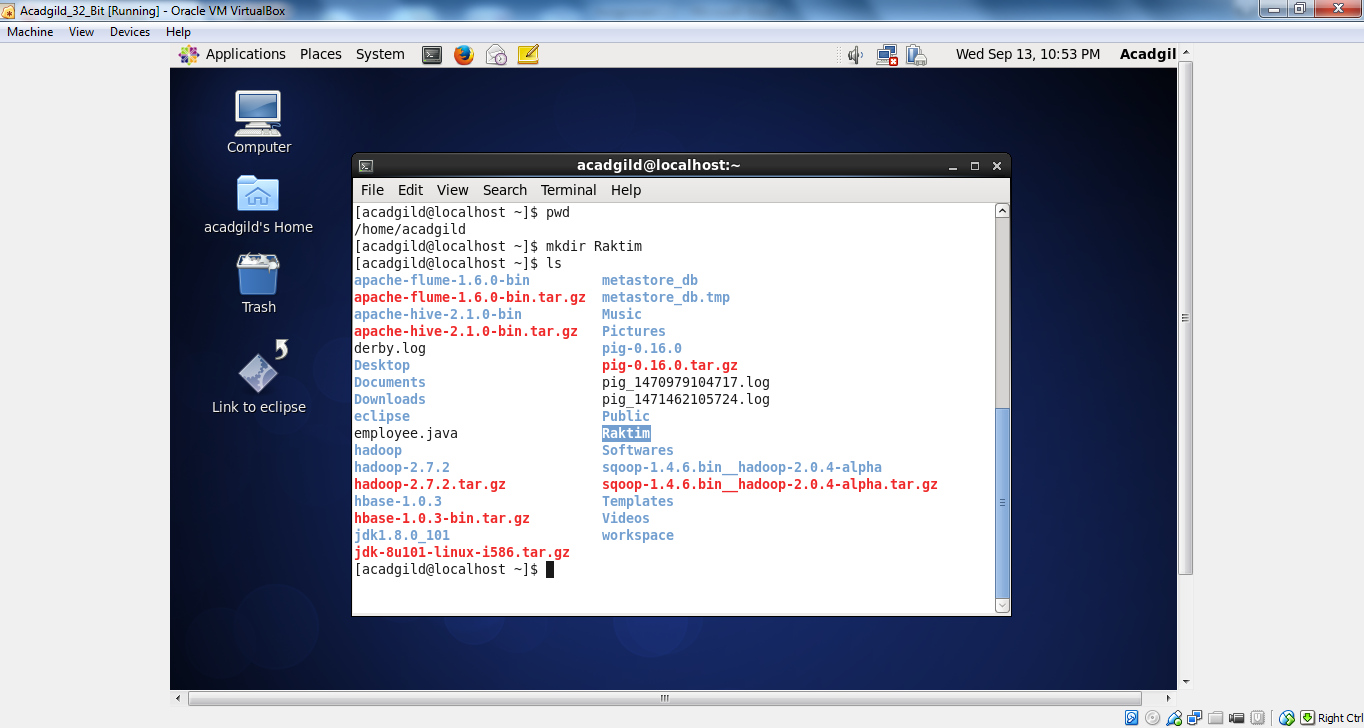 Acadgild_32_Bit [Running] - Oracle VM VirtualBox
Machine View Devices Help
Applications Places System Wed Sep 13, 10:53 PM Acadgil
Computer
acadgild's Home
Trash
Link to eclipse
acadgild@localhost:~
File Edit View Search Terminal Help
[acadgild@localhost ~]$ pwd
/home/acadgild
[acadgild@localhost ~]$ mkdir Raktim
[acadgild@localhost ~]$ ls
apache-flume-1.6.0-bin metastore_db
apache-flume-1.6.0-bin.tar.gz metastore_db.tmp
apache-hive-2.1.0-bin Music
apache-hive-2.1.0-bin.tar.gz Pictures
derby.log pig-0.16.0
Desktop pig-0.16.0.tar.gz
Documents pig_1470979104717.log
Downloads pig_1471462105724.log
eclipse Public
employee.java Raktim
hadoop Softwares
hadoop-2.7.2 sqoop-1.4.6.bin__hadoop-2.0.4-alpha
hadoop-2.7.2.tar.gz sqoop-1.4.6.bin__hadoop-2.0.4-alpha.tar.gz
hbase-1.0.3 Templates
hbase-1.0.3-bin.tar.gz Videos
jdk1.8.0_101 workspace
jdk-8u101-linux-i586.tar.gz
[acadgild@localhost ~]$
Right Ctrl